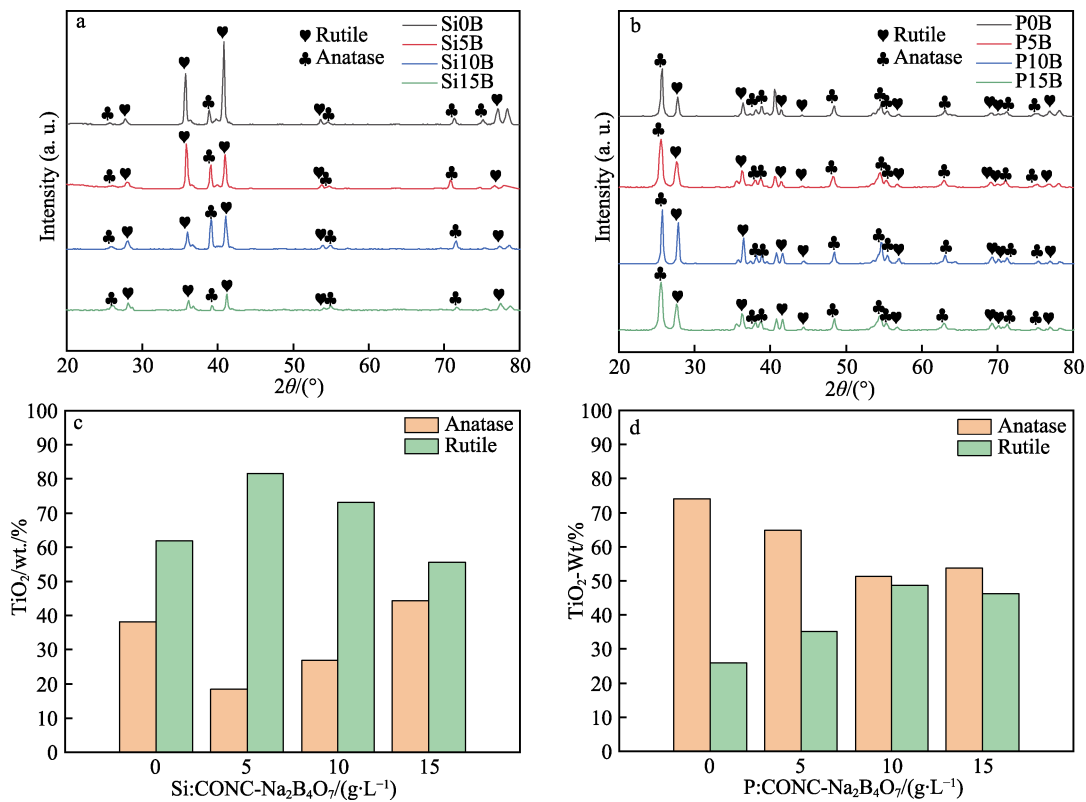 a
Rutile
Anatase
Si0B
Si5B
Si10B
Si15B
Intensity (a. u.)
20 30 40 50 60 70 80
2θ/(°)
b
Rutile
Anatase
P0B
P5B
P10B
P15B
Intensity (a. u.)
20 30 40 50 60 70 80
2θ/(°)
c
Anatase
Rutile
TiO₂/wt./%
100
90
80
70
60
50
40
30
20
10
0
0 5 10 15
Si:CONC-Na₂B₄O₇/(g·L⁻¹)
d
Anatase
Rutile
TiO₂-Wt/%
100
90
80
70
60
50
40
30
20
10
0
0 5 10 15
P:CONC-Na₂B₄O₇/(g·L⁻¹)